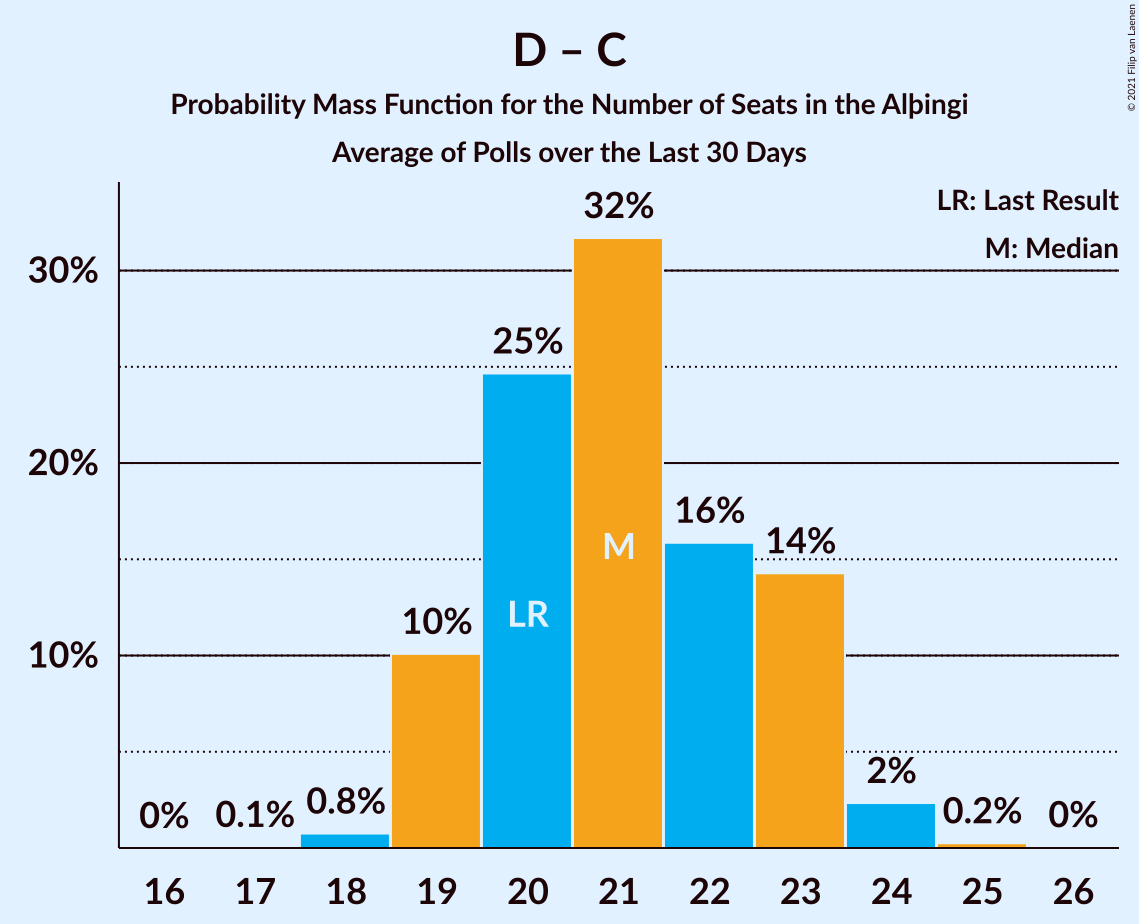 D – C
Probability Mass Function for the Number of Seats in the Alþingi
Average of Polls over the Last 30 Days
© 2021 Filip van Laenen
LR: Last Result
M: Median
30%
20%
10%
0%
0.1%
0.8%
10%
25%
32%
16%
14%
2%
0.2%
0%
LR
M
16 17 18 19 20 21 22 23 24 25 26